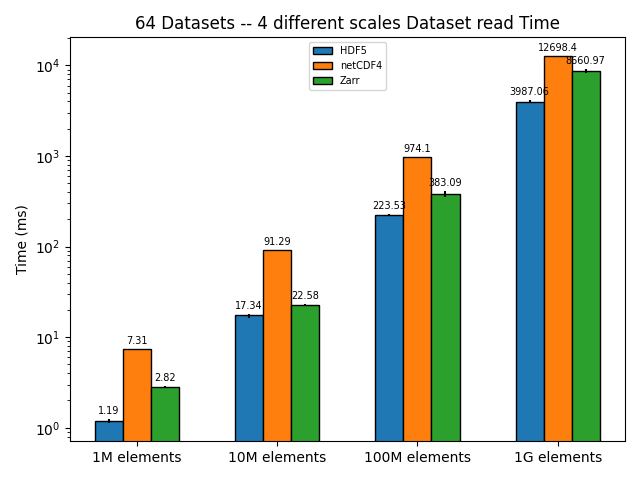 64 Datasets -- 4 different scales Dataset read Time
HDF5
netCDF4
Zarr
Time (ms)
10^4
10^3
10^2
10^1
10^0
1.19
7.31
2.82
17.34
91.29
22.58
223.53
974.1
383.09
3987.06
12698.4
8660.97
1M elements
10M elements
100M elements
1G elements